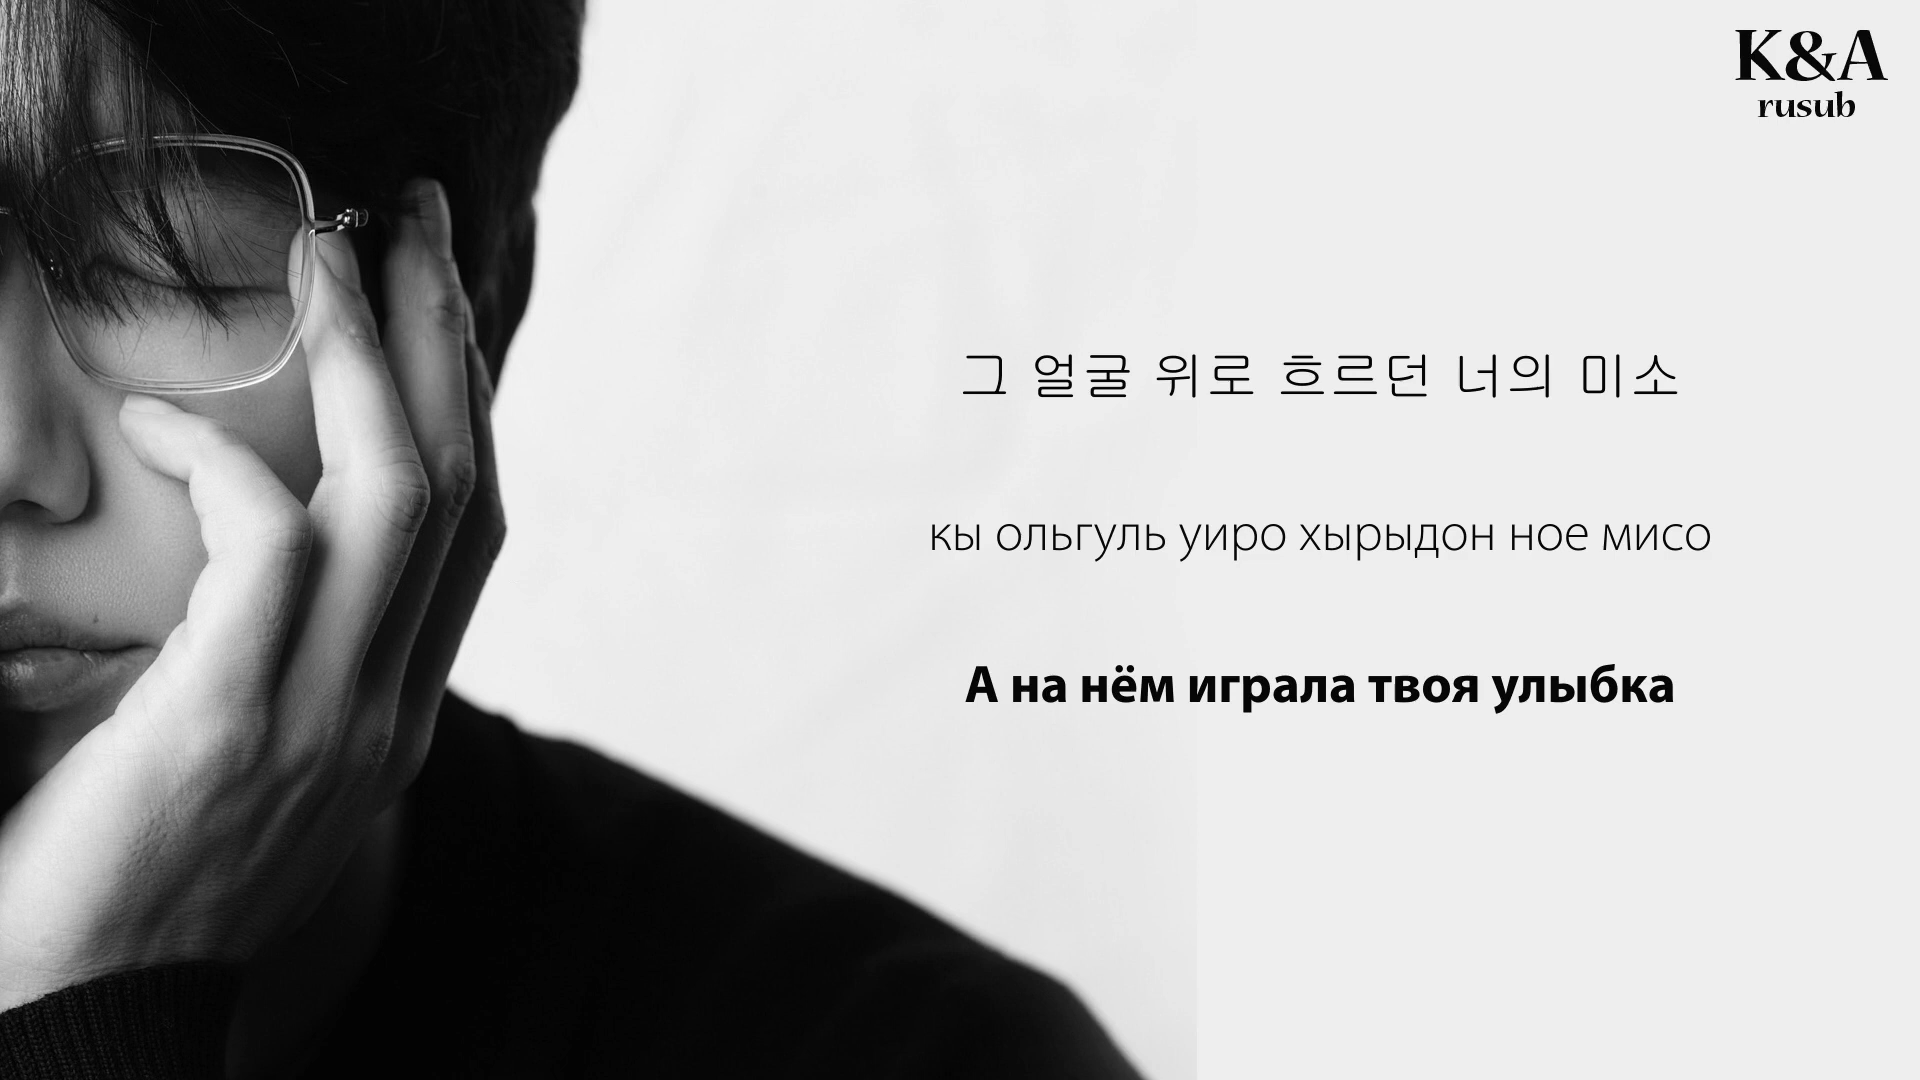 K&A
rusub
그 얼굴 위로 흐르던 너의 미소
кы ольгуль уиро хырыдон ное мисо
А на нём играла твоя улыбка